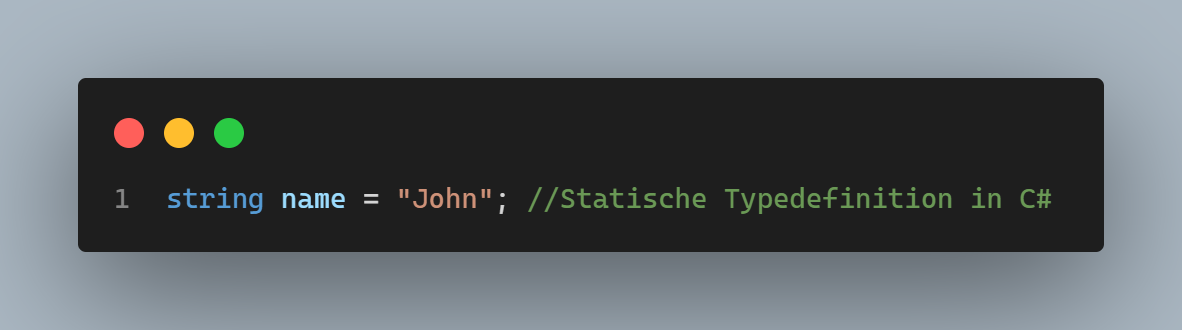 1 string name = "John"; //Statische Typedefinition in C#